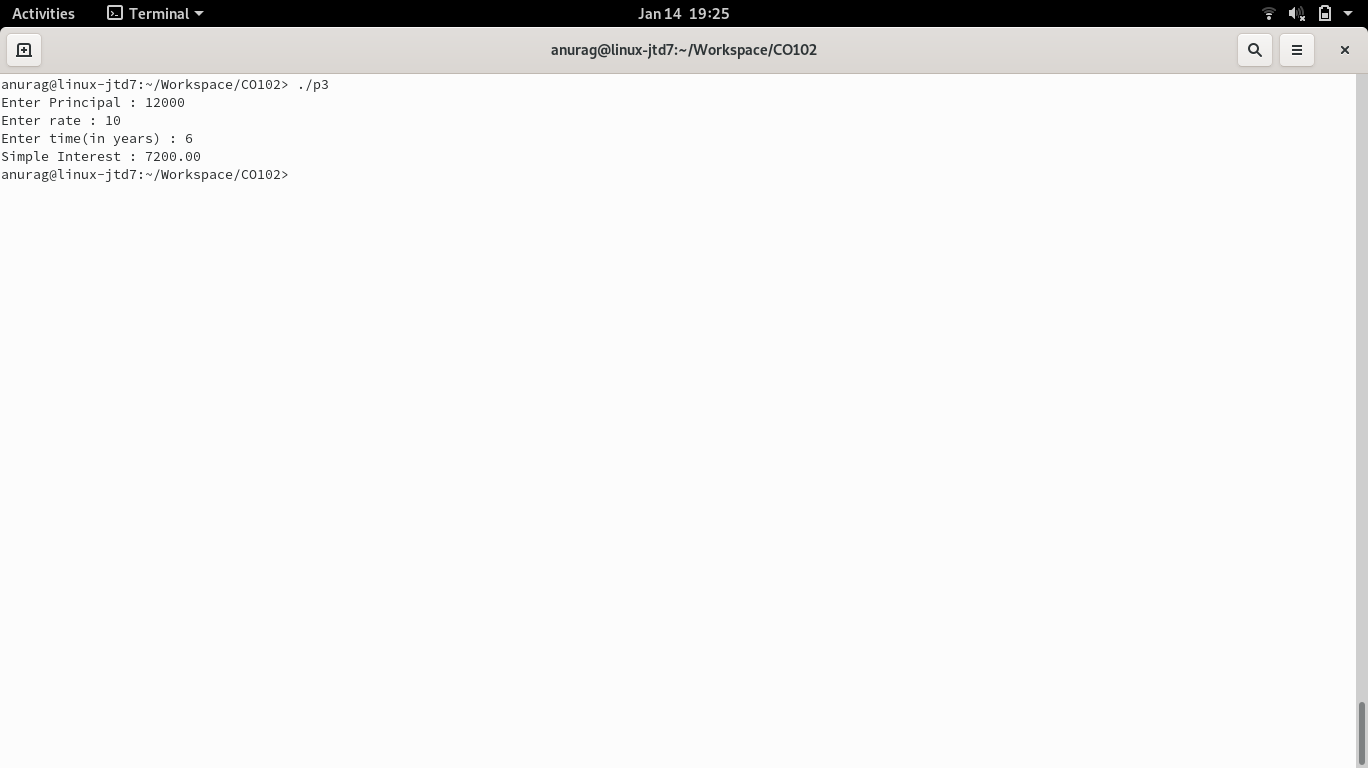 Activities Terminal Jan 14 19:25
anurag@linux-jtd7:~/Workspace/CO102
anurag@linux-jtd7:~/Workspace/CO102> ./p3
Enter Principal : 12000
Enter rate : 10
Enter time(in years) : 6
Simple Interest : 7200.00
anurag@linux-jtd7:~/Workspace/CO102>